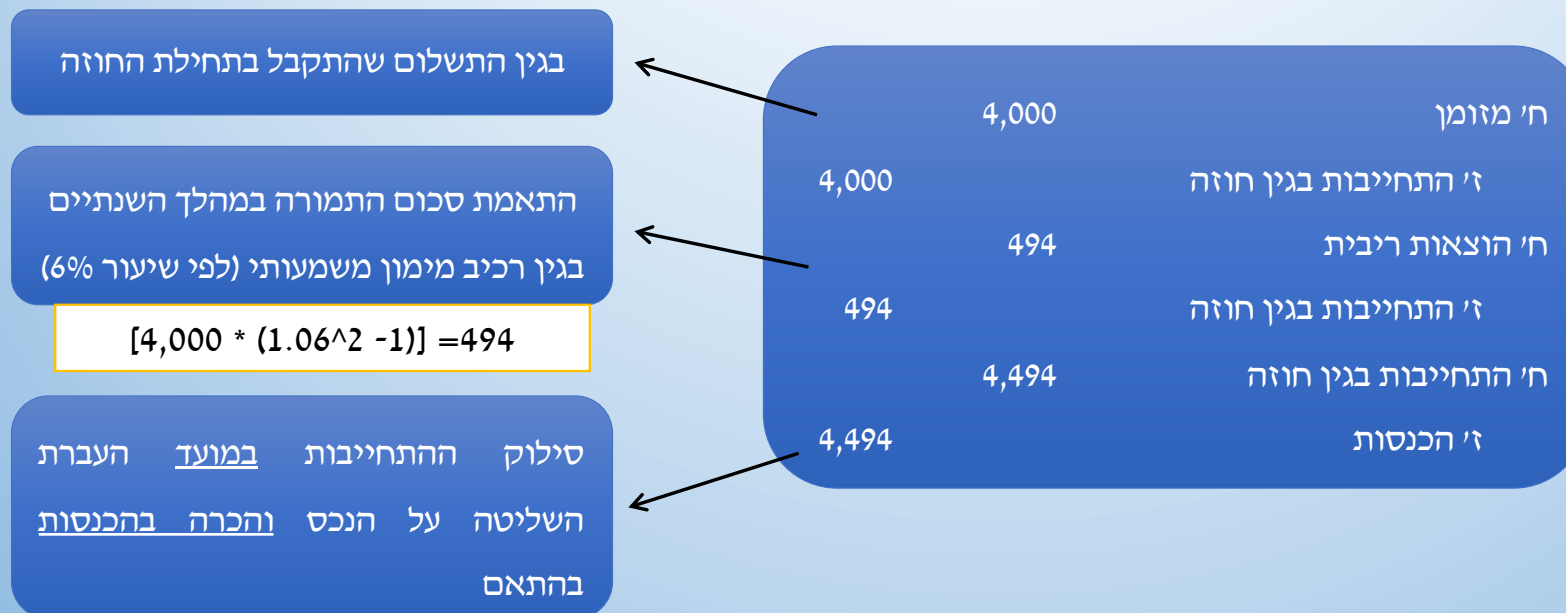 ח׳ מזומן 4,000
ז׳ התחייבות בגין חוזה 4,000
ח׳ הוצאות ריבית 494
ז׳ התחייבות בגין חוזה 494
ח׳ התחייבות בגין חוזה 4,494
ז׳ הכנסות 4,494
בגין התשלום שהתקבל בתחילת החוזה
התאמת סכום התמורה במהלך השנתיים
בגין רכיב מימון משמעותי (לפי שיעור 6%)
[4,000 * (1.06^2 -1)] =494
סילוק ההתחייבות במועד העברת
השליטה על הנכס והכרה בהכנסות
בהתאם